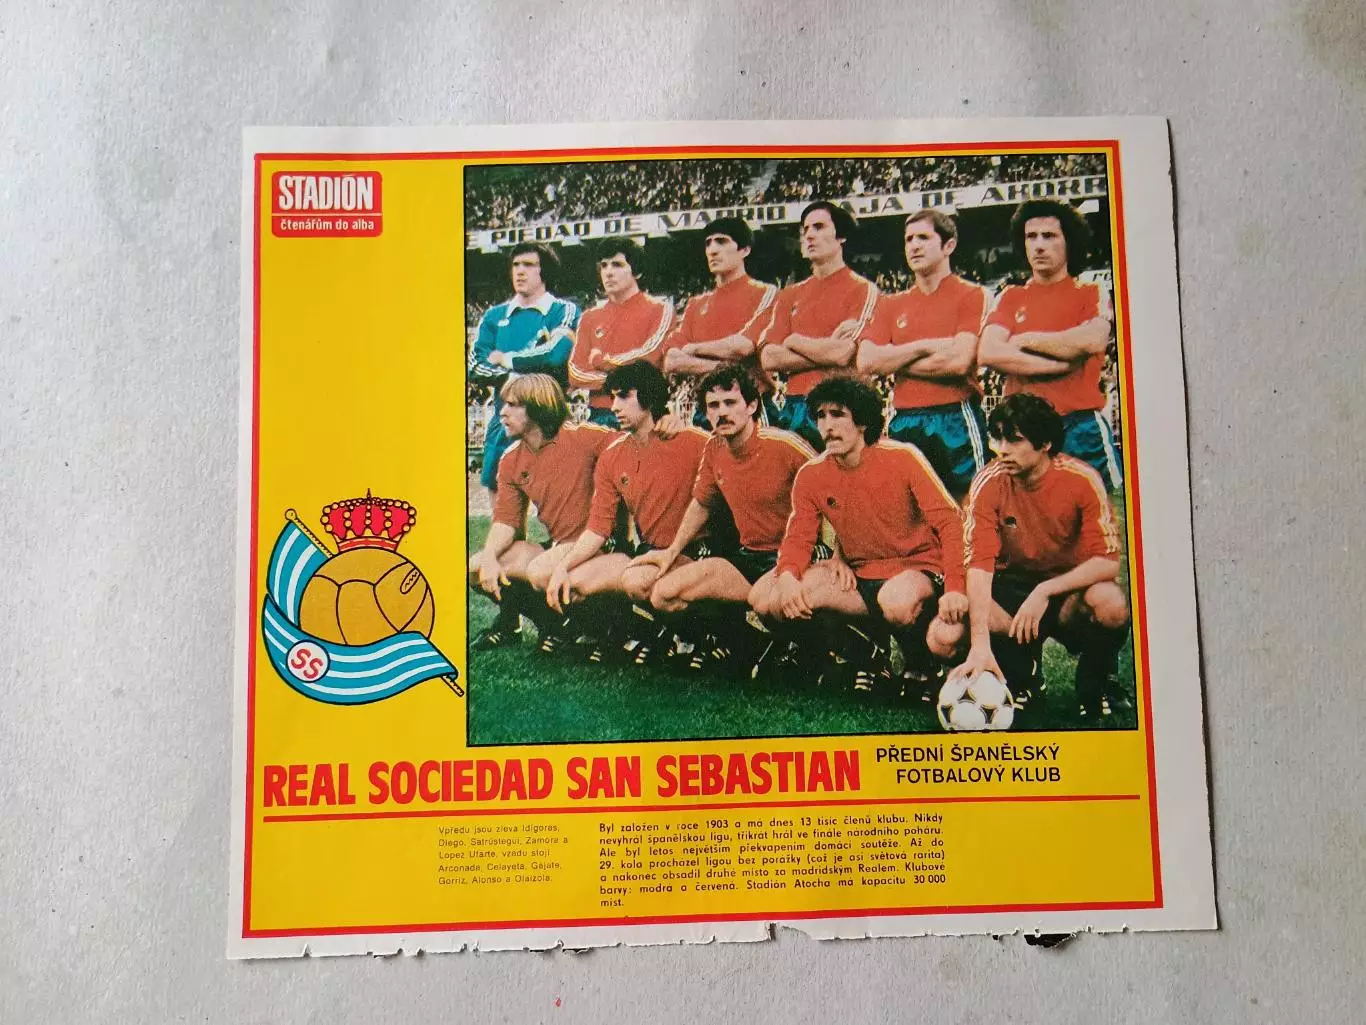 STADIÓN
čtenářům do alba
E PIEDAD DE MADRID CAJA DE AHORR
SS
REAL SOCIEDAD SAN SEBASTIAN
PŘEDNÍ ŠPANĚLSKÝ
FOTBALOVÝ KLUB
Vpředu jsou zleva Idígoras,
Diego, Satrústegui, Zamora a
Lopez Ufarte, vzadu stojí
Arconada, Celayeta, Gajate,
Gorriz, Alonso a Olaizola.
Byl založen v roce 1903 a má dnes 13 tisíc členů klubu. Nikdy
nevyhrál španělskou ligu, třikrát hrál ve finále národního poháru.
Ale byl letos největším překvapením domácí soutěže. Až do
29. kola procházel ligou bez porážky (což je asi světová rarita)
a nakonec obsadil druhé místo za madridským Realem. Klubové
barvy: modrá a červená. Stadión Atocha má kapacitu 30 000
míst.